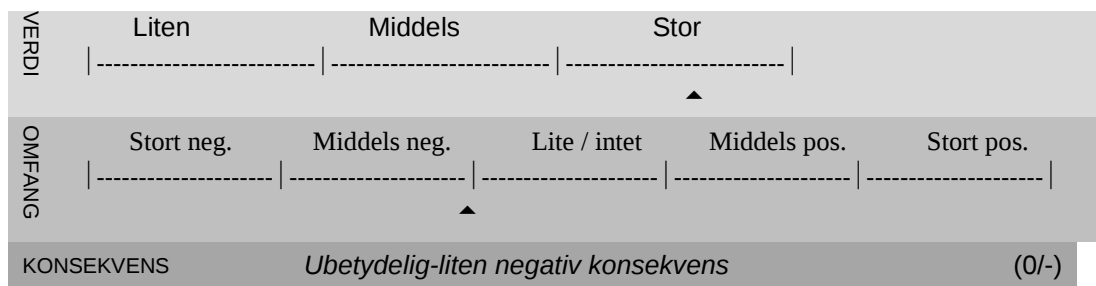 VERDI
Liten Middels Stor
|--------------------------|--------------------------|--------------------------|
OMFANG
Stort neg. Middels neg. Lite / intet Middels pos. Stort pos.
|---------------------|---------------------|---------------------|---------------------|---------------------|
KONSEKVENS Ubetydelig-liten negativ konsekvens (0/-)